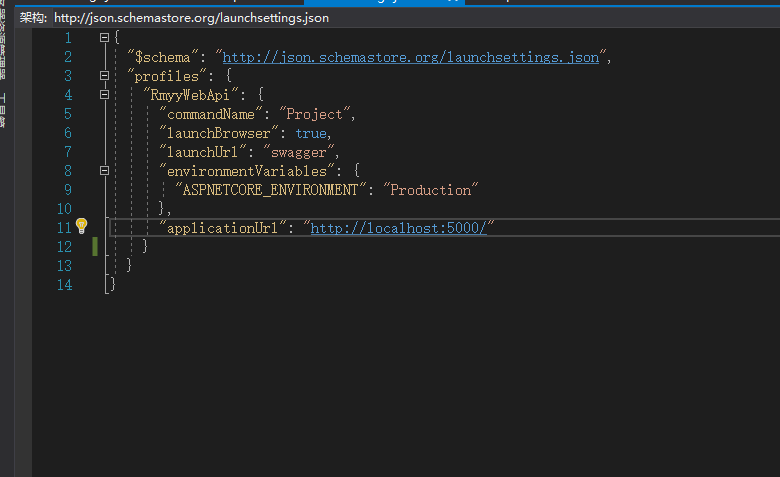 架构: http://json.schemastore.org/launchsettings.json
1 {
2 "$schema": "http://json.schemastore.org/launchsettings.json",
3 "profiles": {
4 "RmyyWebApi": {
5 "commandName": "Project",
6 "launchBrowser": true,
7 "launchUrl": "swagger",
8 "environmentVariables": {
9 "ASPNETCORE_ENVIRONMENT": "Production"
10 },
11 "applicationUrl": "http://localhost:5000/"
12 }
13 }
14 }